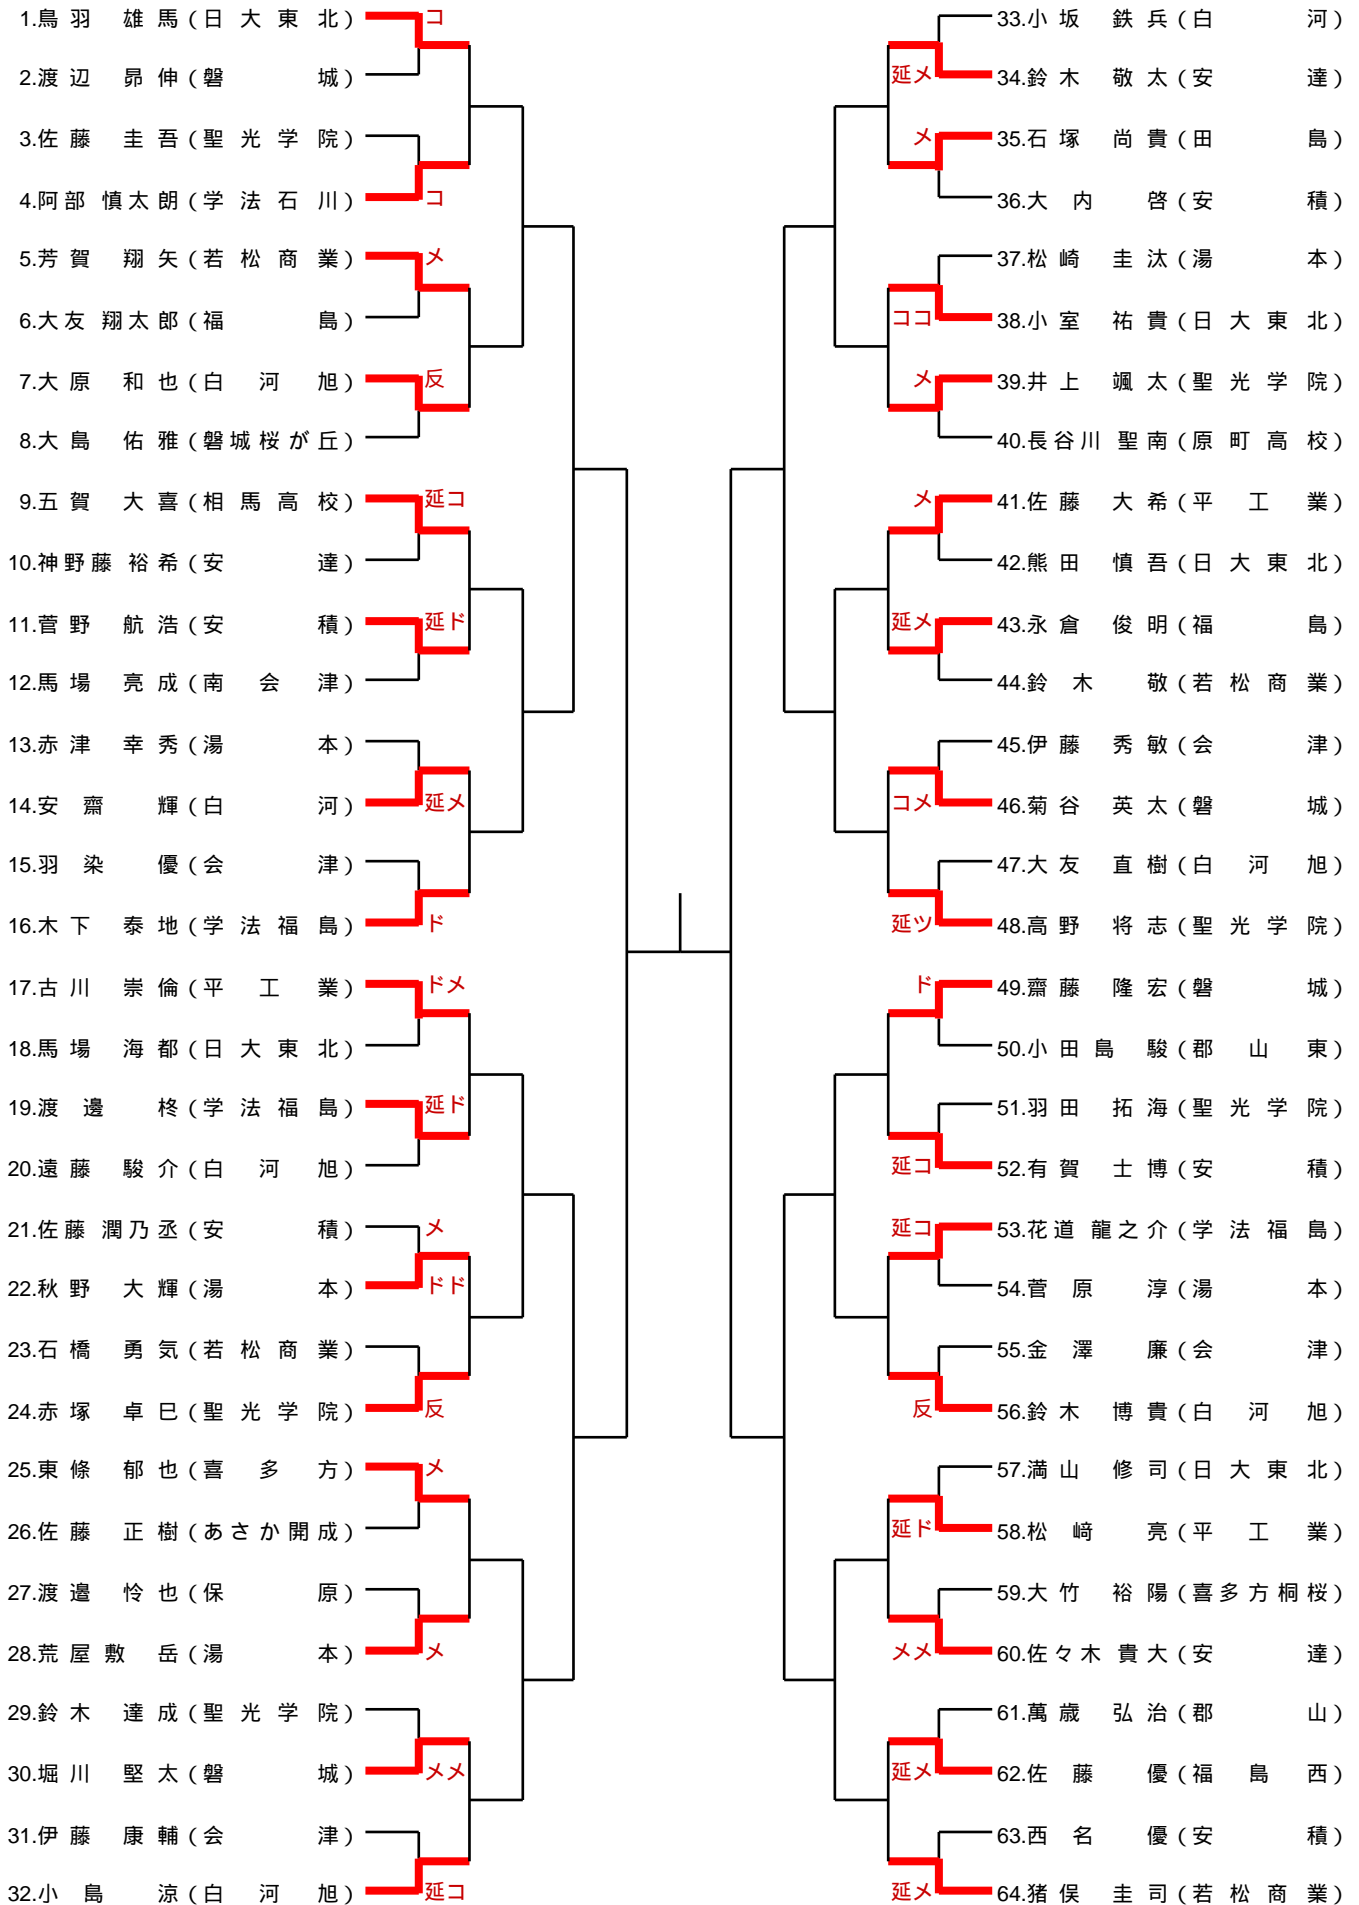 1.鳥羽 雄馬(日大東北) コ
2.渡辺 昴伸(磐城)
3.佐藤 圭吾(聖光学院)
4.阿部 慎太朗(学法石川) コ
5.芳賀 翔矢(若松商業) メ
6.大友 翔太郎(福島)
7.大原 和也(白河旭) 反
8.大島 佑雅(磐城桜が丘)
9.五賀 大喜(相馬高校) 延コ
10.神野藤 裕希(安達)
11.菅野 航浩(安積) 延ド
12.馬場 亮成(南会津)
13.赤津 幸秀(湯本)
14.安齋 輝(白河) 延メ
15.羽染 優(会津)
16.木下 泰地(学法福島) ド
17.古川 崇倫(平工業) ドメ
18.馬場 海都(日大東北)
19.渡邊 柊(学法福島) 延ド
20.遠藤 駿介(白河旭)
21.佐藤 潤乃丞(安積) メ
22.秋野 大輝(湯本) ドド
23.石橋 勇気(若松商業)
24.赤塚 卓巳(聖光学院) 反
25.東條 郁也(喜多方) メ
26.佐藤 正樹(あさか開成)
27.渡邉 怜也(保原)
28.荒屋敷 岳(湯本) メ
29.鈴木 達成(聖光学院)
30.堀川 堅太(磐城) メメ
31.伊藤 康輔(会津)
32.小島 涼(白河旭) 延コ
33.小坂 鉄兵(白河)
延メ 34.鈴木 敬太(安達)
メ 35.石塚 尚貴(田島)
36.大内 啓(安積)
37.松崎 圭汰(湯本)
ココ 38.小室 祐貴(日大東北)
メ 39.井上 颯太(聖光学院)
40.長谷川 聖南(原町高校)
メ 41.佐藤 大希(平工業)
42.熊田 慎吾(日大東北)
延メ 43.永倉 俊明(福島)
44.鈴木 敬(若松商業)
45.伊藤 秀敏(会津)
コメ 46.菊谷 英太(磐城)
47.大友 直樹(白河旭)
延ツ 48.高野 将志(聖光学院)
ド 49.齋藤 隆宏(磐城)
50.小田島 駿(郡山東)
51.羽田 拓海(聖光学院)
延コ 52.有賀 士博(安積)
延コ 53.花道 龍之介(学法福島)
54.菅原 淳(湯本)
55.金澤 廉(会津)
反 56.鈴木 博貴(白河旭)
57.満山 修司(日大東北)
延ド 58.松﨑 亮(平工業)
59.大竹 裕陽(喜多方桐桜)
メメ 60.佐々木 貴大(安達)
61.萬歳 弘治(郡山)
延メ 62.佐藤 優(福島西)
63.西名 優(安積)
延メ 64.猪俣 圭司(若松商業)